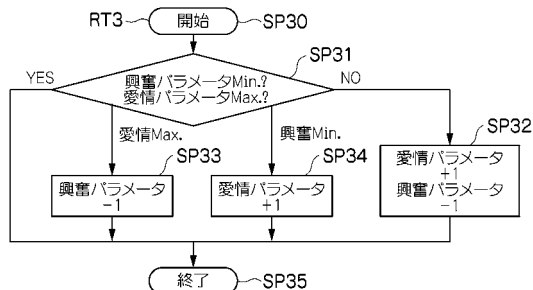 RT3
開始
SP30
SP31
YES
興奮パラメータMin.?
愛情パラメータMax.?
NO
愛情Max.
興奮Min.
SP32
愛情パラメータ
+1
興奮パラメータ
-1
SP33
興奮パラメータ
-1
SP34
愛情パラメータ
+1
終了
SP35